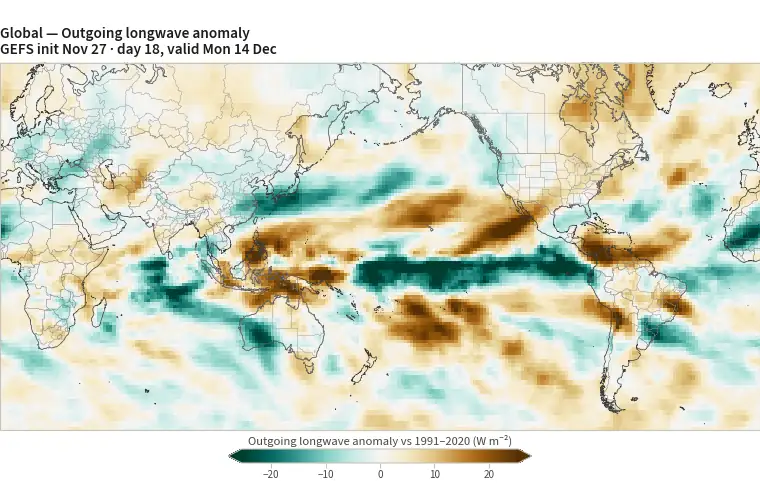 Global — Outgoing longwave anomaly
GEFS init Nov 27 · day 18, valid Mon 14 Dec
Outgoing longwave anomaly vs 1991–2020 (W m⁻²)
−20 −10 0 10 20